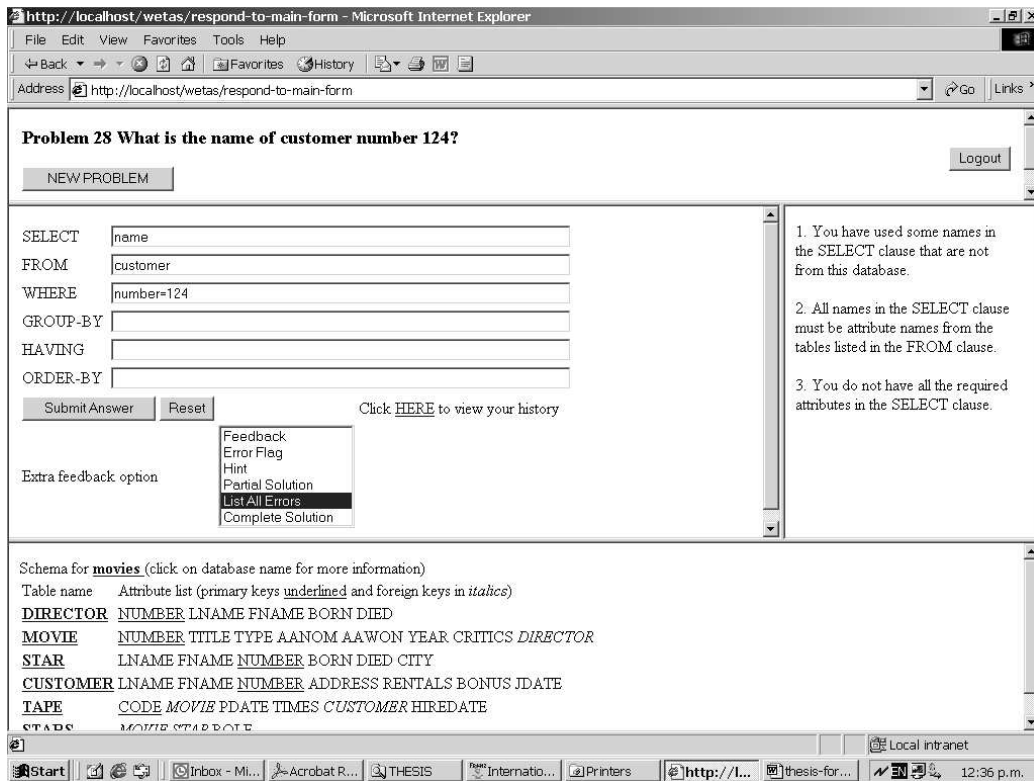 http://localhost/wetas/respond-to-main-form - Microsoft Internet Explorer
File Edit View Favorites Tools Help
Back Favorites History
Address http://localhost/wetas/respond-to-main-form Go Links
Problem 28 What is the name of customer number 124?
NEW PROBLEM
Logout
SELECT name
FROM customer
WHERE number=124
GROUP-BY
HAVING
ORDER-BY
Submit Answer Reset Click HERE to view your history
Extra feedback option
Feedback
Error Flag
Hint
Partial Solution
List All Errors
Complete Solution
1. You have used some names in
the SELECT clause that are not
from this database.
2. All names in the SELECT clause
must be attribute names from the
tables listed in the FROM clause.
3. You do not have all the required
attributes in the SELECT clause.
Schema for movies (click on database name for more information)
Table name Attribute list (primary keys underlined and foreign keys in italics)
DIRECTOR NUMBER LNAME FNAME BORN DIED
MOVIE NUMBER TITLE TYPE AANOM AAWON YEAR CRITICS DIRECTOR
STAR LNAME FNAME NUMBER BORN DIED CITY
CUSTOMER LNAME FNAME NUMBER ADDRESS RENTALS BONUS JDATE
TAPE CODE MOVIE PDATE TIMES CUSTOMER HIREDATE
STARS MOVIE STAR ROLE
Local intranet
Start Inbox - Mi... Acrobat R... THESIS Internatio... Printers http://l... thesis-for... EN 12:36 p.m.